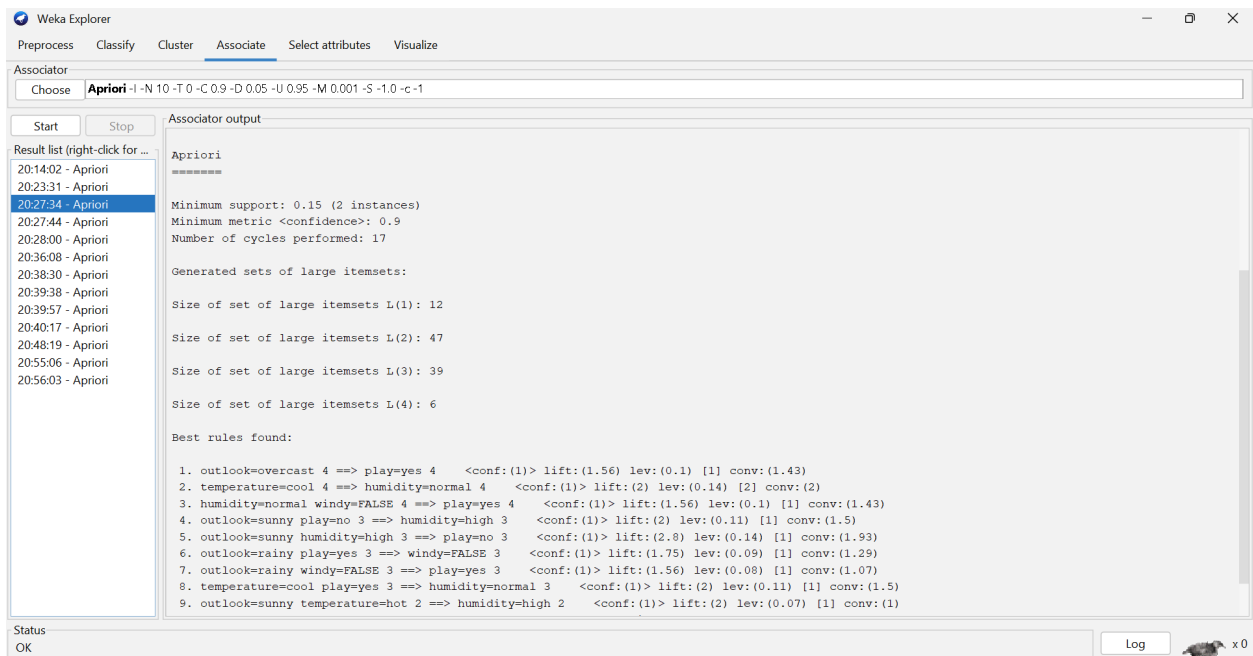 Weka Explorer
Preprocess Classify Cluster Associate Select attributes Visualize
Associator
Choose Apriori -I -N 10 -T 0 -C 0.9 -D 0.05 -U 0.95 -M 0.001 -S -1.0 -c -1
Start Stop
Result list (right-click for ...
20:14:02 - Apriori
20:23:31 - Apriori
20:27:34 - Apriori
20:27:44 - Apriori
20:28:00 - Apriori
20:36:08 - Apriori
20:38:30 - Apriori
20:39:38 - Apriori
20:39:57 - Apriori
20:40:17 - Apriori
20:48:19 - Apriori
20:55:06 - Apriori
20:56:03 - Apriori
Associator output
Apriori
=======
Minimum support: 0.15 (2 instances)
Minimum metric <confidence>: 0.9
Number of cycles performed: 17
Generated sets of large itemsets:
Size of set of large itemsets L(1): 12
Size of set of large itemsets L(2): 47
Size of set of large itemsets L(3): 39
Size of set of large itemsets L(4): 6
Best rules found:
1. outlook=overcast 4 ==> play=yes 4 <conf:(1)> lift:(1.56) lev:(0.1) [1] conv:(1.43)
2. temperature=cool 4 ==> humidity=normal 4 <conf:(1)> lift:(2) lev:(0.14) [2] conv:(2)
3. humidity=normal windy=FALSE 4 ==> play=yes 4 <conf:(1)> lift:(1.56) lev:(0.1) [1] conv:(1.43)
4. outlook=sunny play=no 3 ==> humidity=high 3 <conf:(1)> lift:(2) lev:(0.11) [1] conv:(1.5)
5. outlook=sunny humidity=high 3 ==> play=no 3 <conf:(1)> lift:(2.8) lev:(0.14) [1] conv:(1.93)
6. outlook=rainy play=yes 3 ==> windy=FALSE 3 <conf:(1)> lift:(1.75) lev:(0.09) [1] conv:(1.29)
7. outlook=rainy windy=FALSE 3 ==> play=yes 3 <conf:(1)> lift:(1.56) lev:(0.08) [1] conv:(1.07)
8. temperature=cool play=yes 3 ==> humidity=normal 3 <conf:(1)> lift:(2) lev:(0.11) [1] conv:(1.5)
9. outlook=sunny temperature=hot 2 ==> humidity=high 2 <conf:(1)> lift:(2) lev:(0.07) [1] conv:(1)
Status
OK
Log
x 0